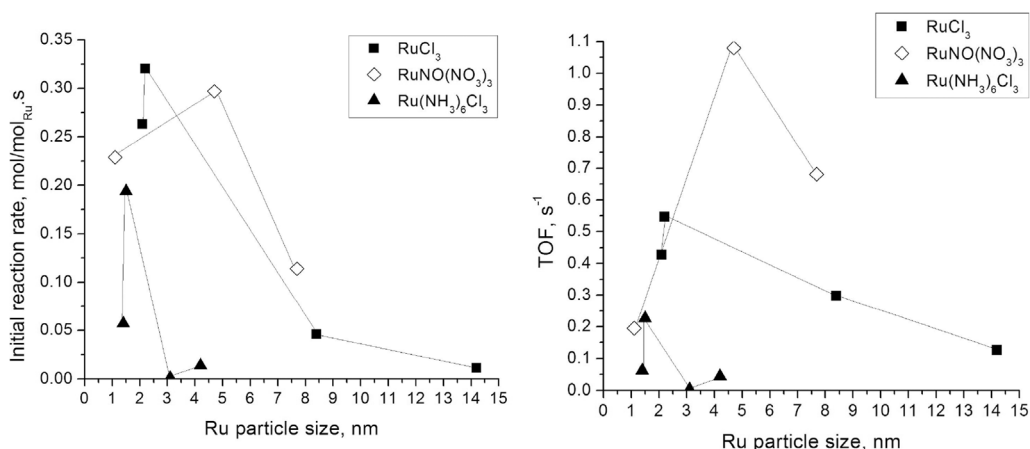 0.35
0.30
0.25
0.20
0.15
0.10
0.05
0.00
Initial reaction rate, mol/mol_Ru.s
0 1 2 3 4 5 6 7 8 9 10 11 12 13 14 15
Ru particle size, nm
RuCl₃
RuNO(NO₃)₃
Ru(NH₃)₆Cl₃
1.1
1.0
0.9
0.8
0.7
0.6
0.5
0.4
0.3
0.2
0.1
0.0
TOF, s⁻¹
0 1 2 3 4 5 6 7 8 9 10 11 12 13 14 15
Ru particle size, nm
RuCl₃
RuNO(NO₃)₃
Ru(NH₃)₆Cl₃